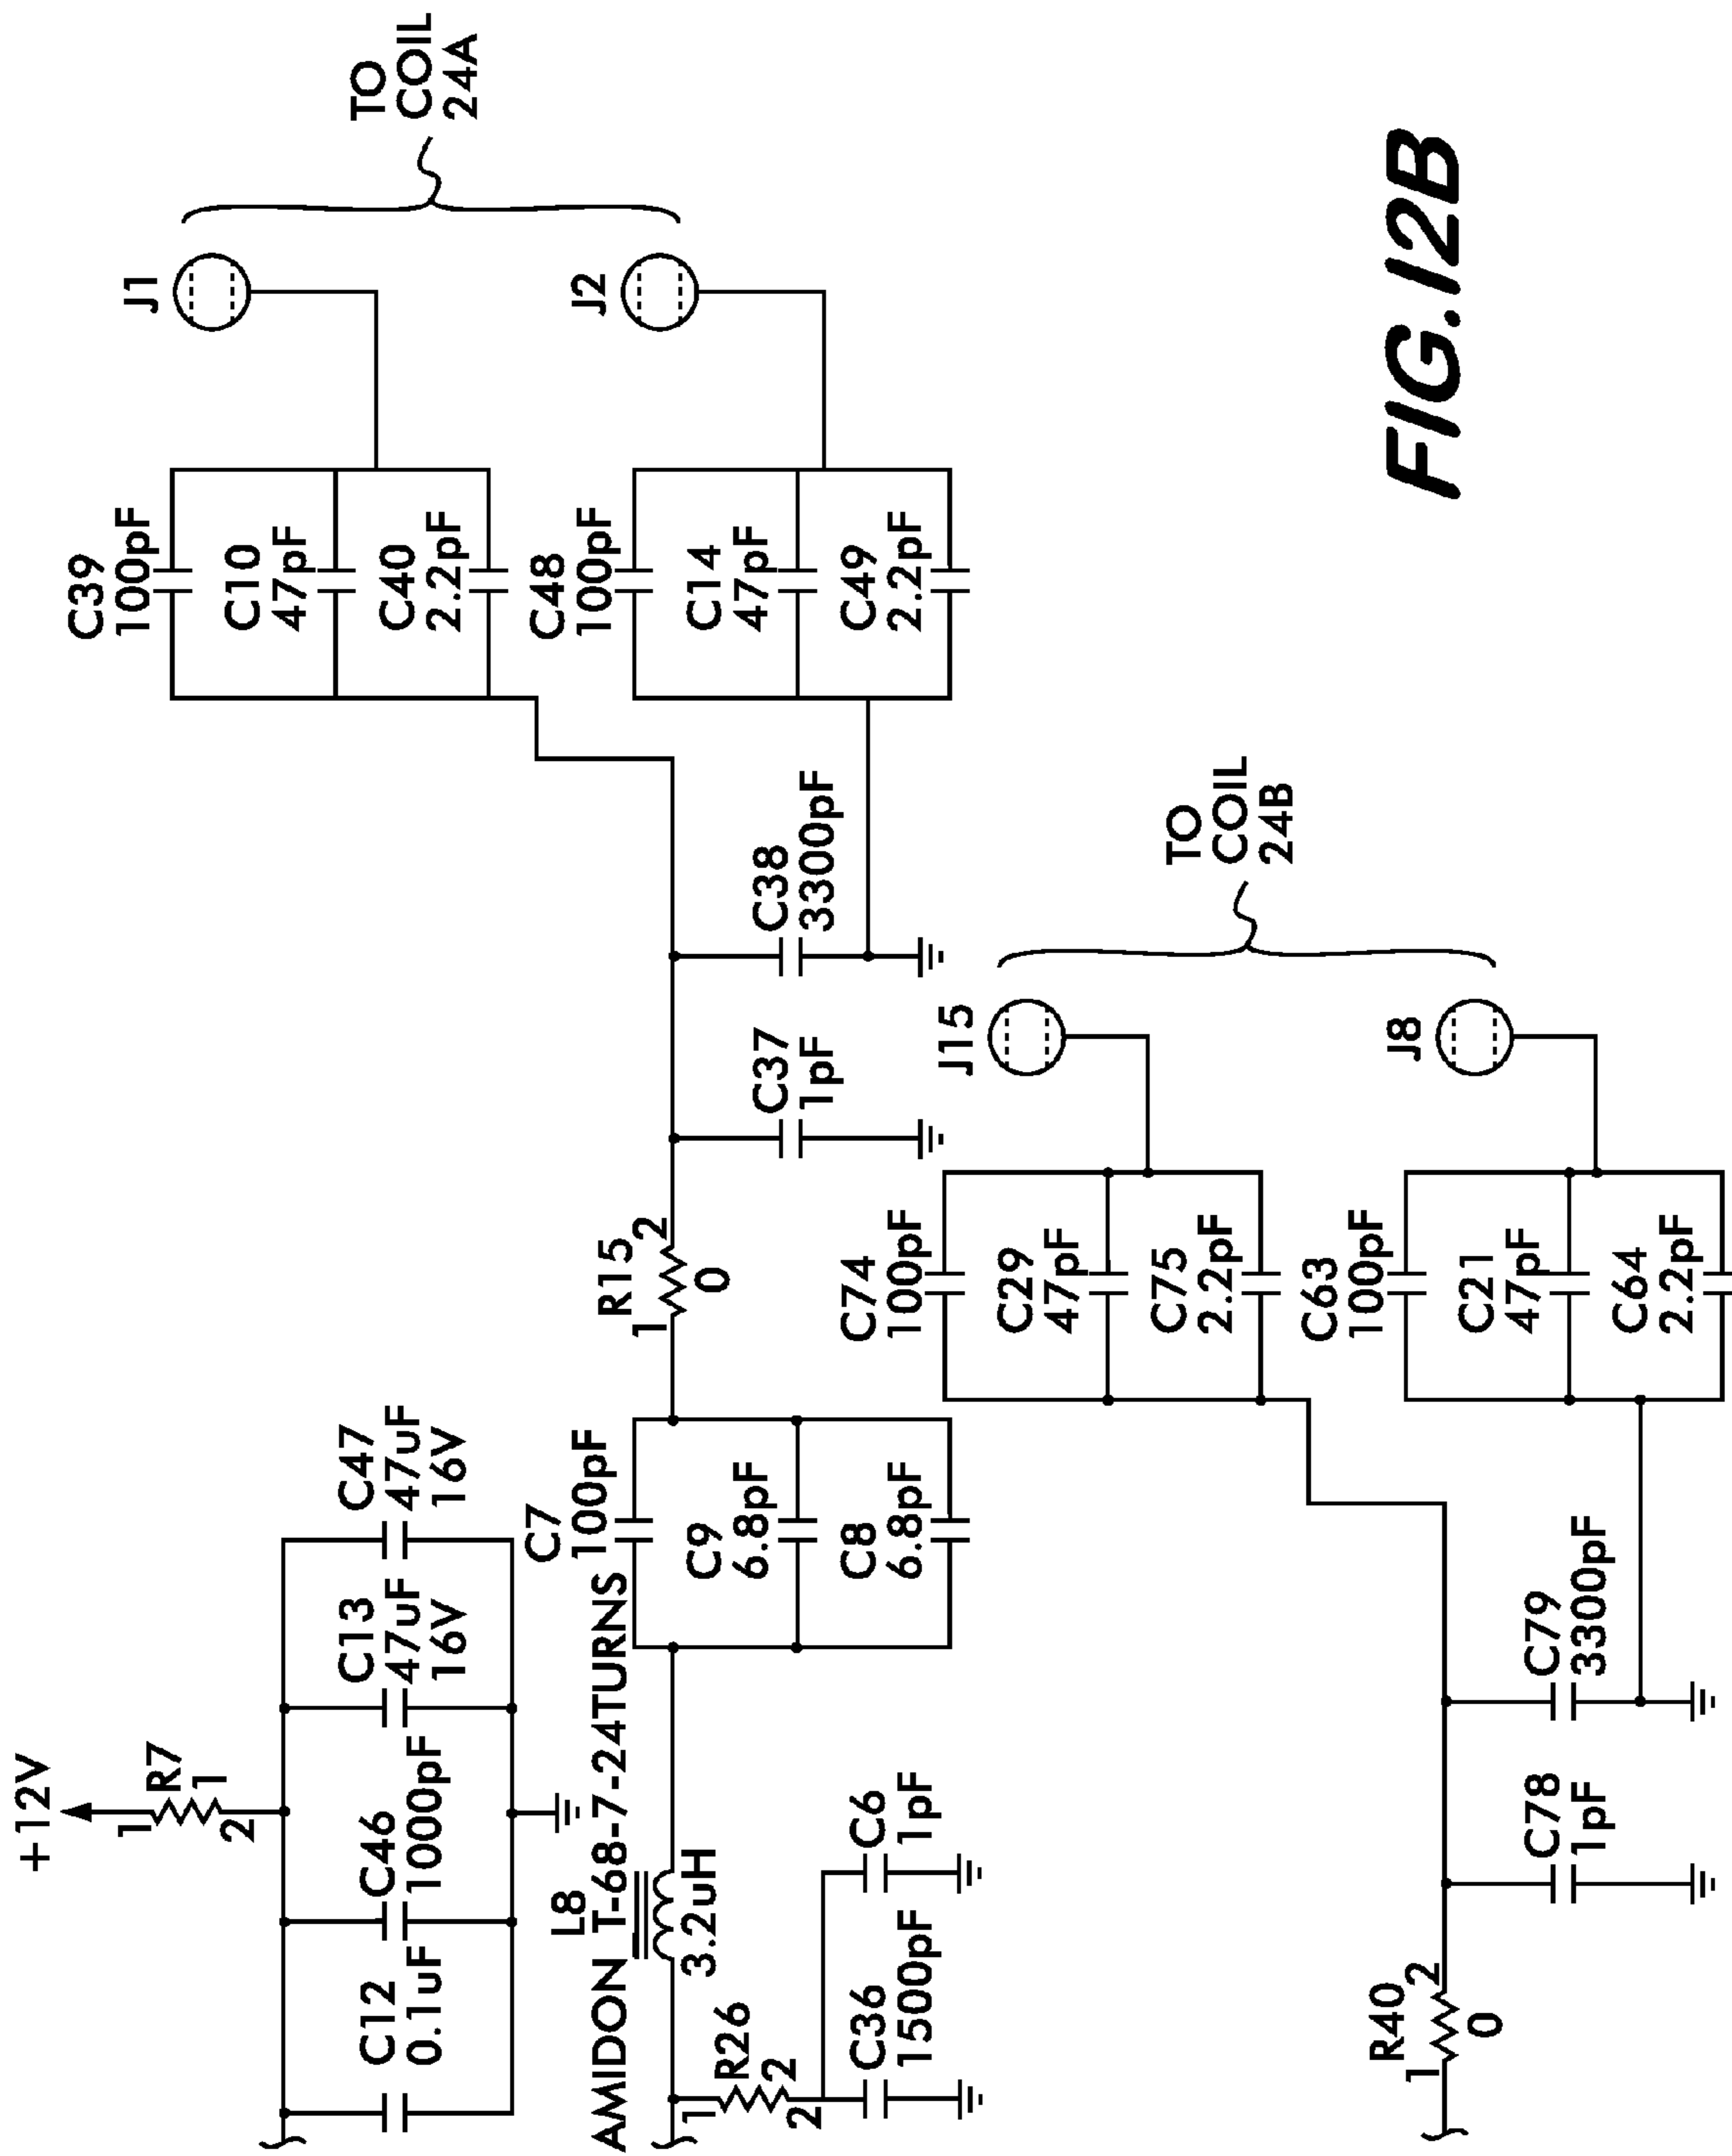 +12V
1
R7
1
2
C12
0.1uF
C46
1000pF
C13
47uF
16V
C47
47uF
16V
L8
AMIDON T-68-7-24TURNS
3.2uH
1
R26
2
2
C36
1500pF
C6
1pF
C7
100pF
C9
6.8pF
C8
6.8pF
R15
1
2
0
C37
1pF
C38
3300pF
C39
100pF
C10
47pF
C40
2.2pF
C48
100pF
C14
47pF
C49
2.2pF
J1
J2
TO
COIL
24A
R40
1
2
0
C78
1pF
C79
3300pF
C74
100pF
C29
47pF
C75
2.2pF
C63
100pF
C21
47pF
C64
2.2pF
J15
J8
TO
COIL
24B
FIG.12B